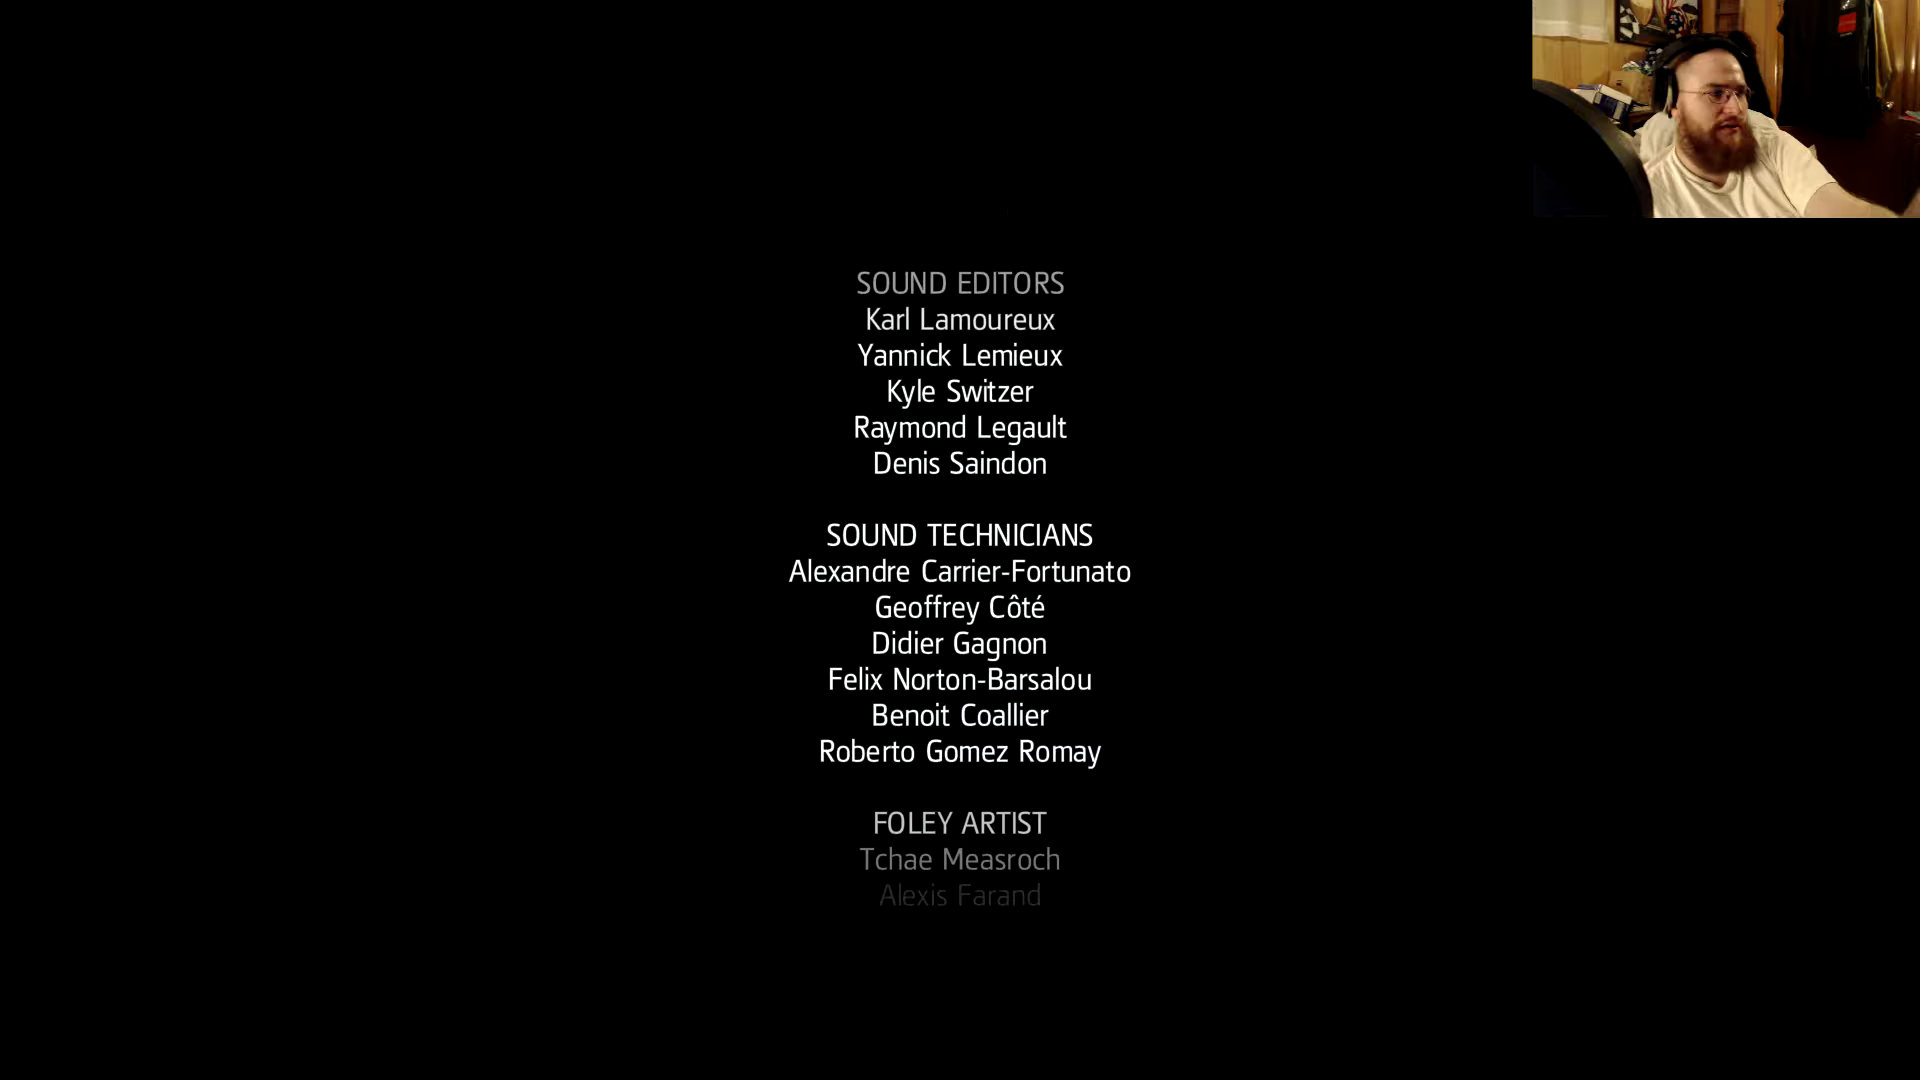 SOUND EDITORS
Karl Lamoureux
Yannick Lemieux
Kyle Switzer
Raymond Legault
Denis Saindon
SOUND TECHNICIANS
Alexandre Carrier-Fortunato
Geoffrey Côté
Didier Gagnon
Felix Norton-Barsalou
Benoit Coallier
Roberto Gomez Romay
FOLEY ARTIST
Tchae Measroch
Alexis Farand